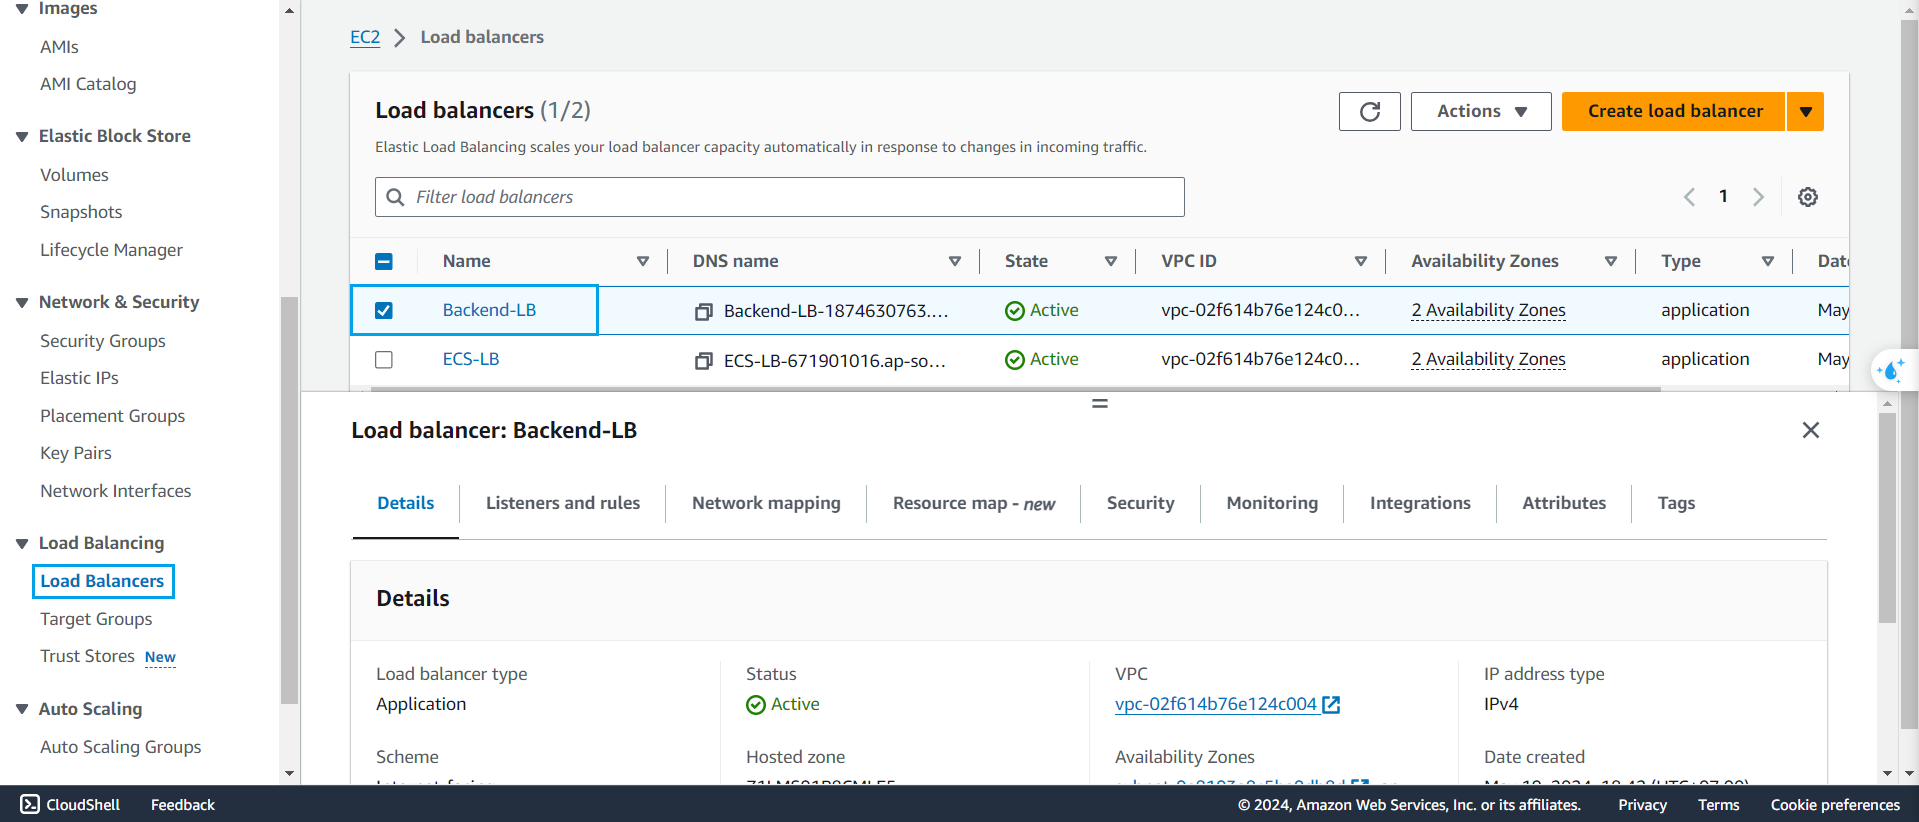 Images
AMIs
AMI Catalog
Elastic Block Store
Volumes
Snapshots
Lifecycle Manager
Network & Security
Security Groups
Elastic IPs
Placement Groups
Key Pairs
Network Interfaces
Load Balancing
Load Balancers
Target Groups
Trust Stores New
Auto Scaling
Auto Scaling Groups
EC2 Load balancers
Load balancers (1/2)
Actions
Create load balancer
Elastic Load Balancing scales your load balancer capacity automatically in response to changes in incoming traffic.
Filter load balancers
1
Name DNS name State VPC ID Availability Zones Type Date
Backend-LB Backend-LB-1874630763.... Active vpc-02f614b76e124c0... 2 Availability Zones application May
ECS-LB ECS-LB-671901016.ap-so... Active vpc-02f614b76e124c0... 2 Availability Zones application May
Load balancer: Backend-LB
Details Listeners and rules Network mapping Resource map - new Security Monitoring Integrations Attributes Tags
Details
Load balancer type Status VPC IP address type
Application Active vpc-02f614b76e124c004 IPv4
Scheme Hosted zone Availability Zones Date created
CloudShell Feedback © 2024, Amazon Web Services, Inc. or its affiliates. Privacy Terms Cookie preferences